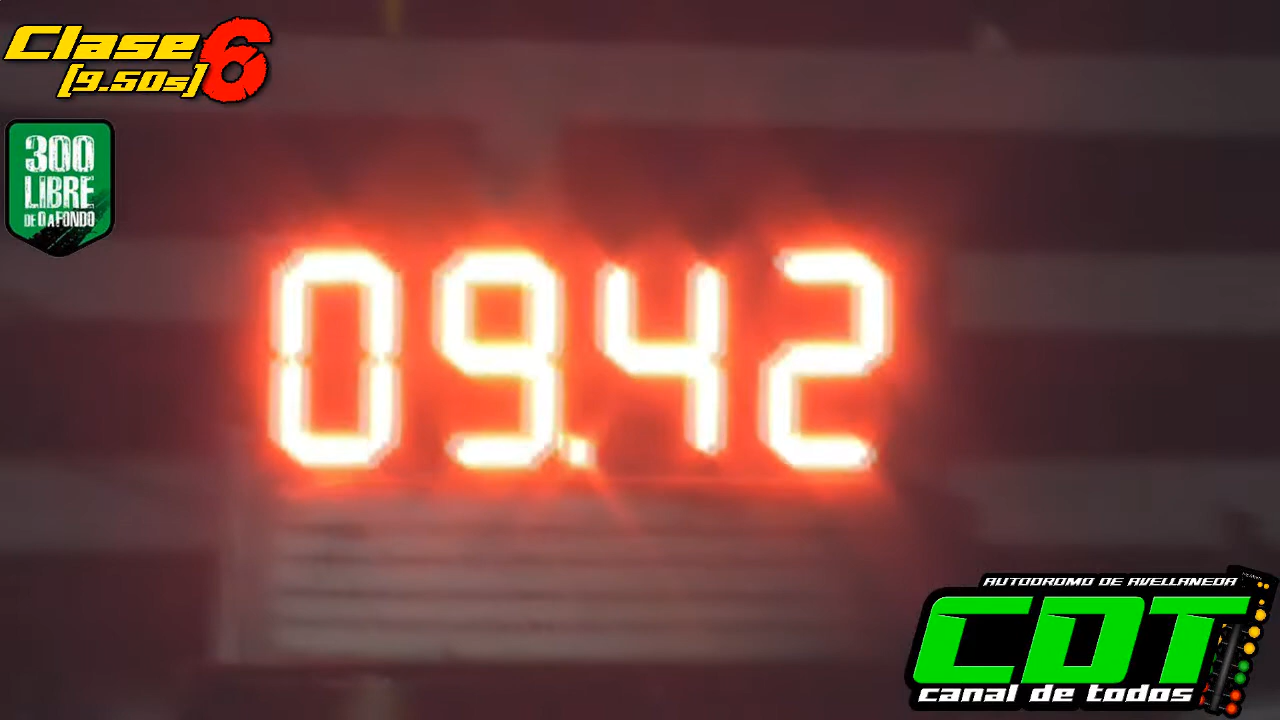 Clase 6
[9.50s]
300
LIBRE
DE 0 A FONDO
09.42
AUTODROMO DE AVELLANEDA
CDT
canal de todos